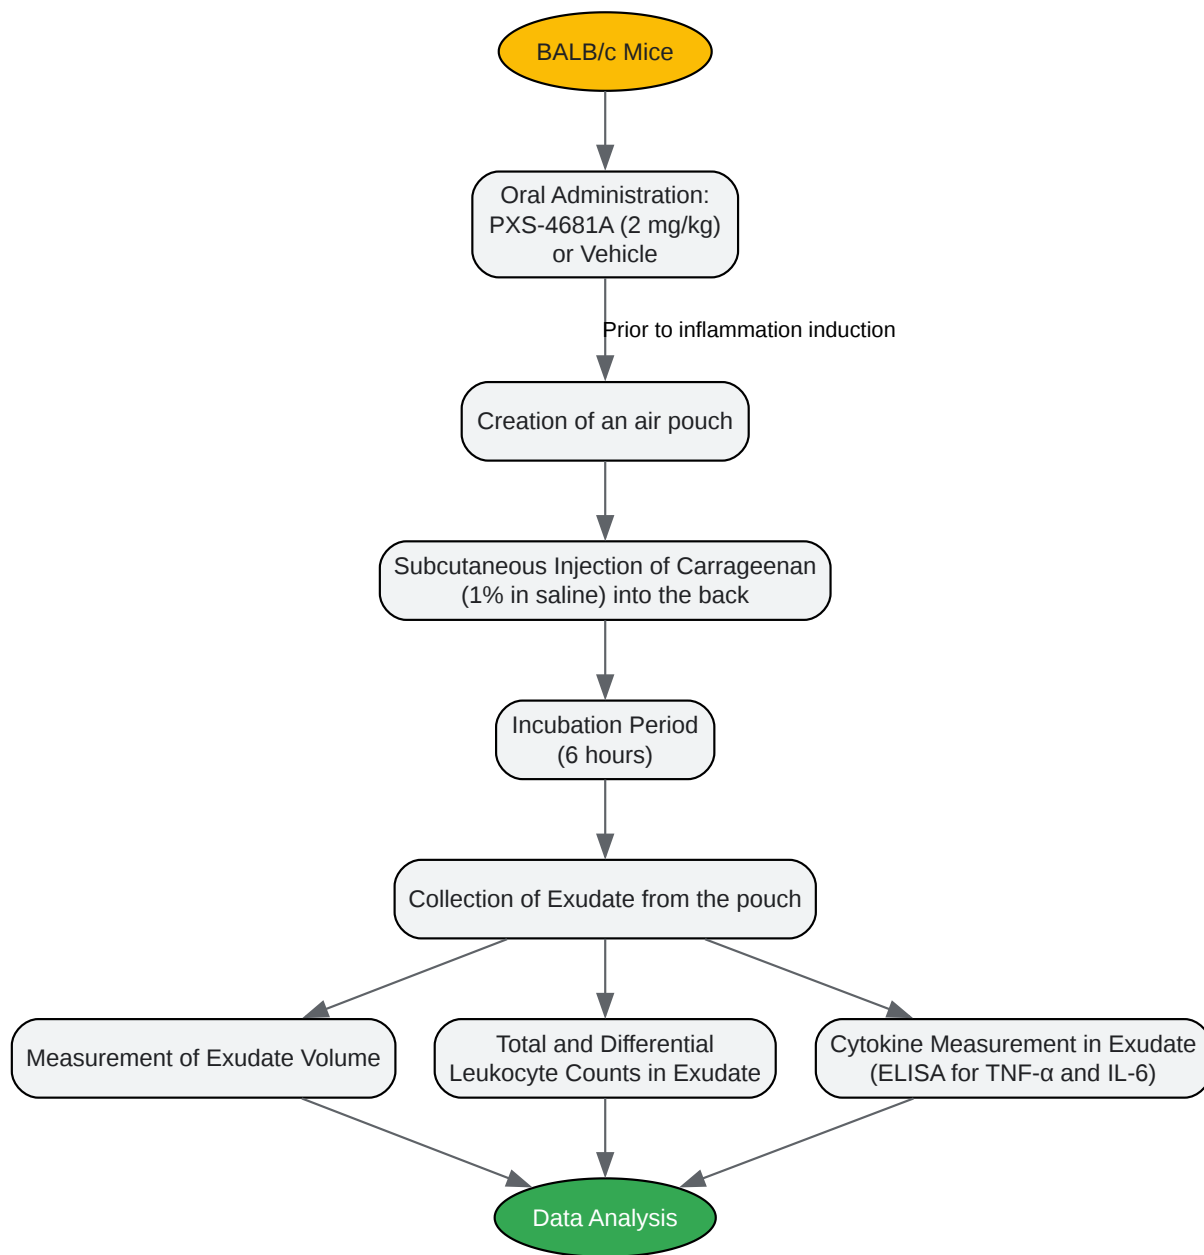 BALB/c Mice
Oral Administration:
PXS-4681A (2 mg/kg)
or Vehicle
Prior to inflammation induction
Creation of an air pouch
Subcutaneous Injection of Carrageenan
(1% in saline) into the back
Incubation Period
(6 hours)
Collection of Exudate from the pouch
Measurement of Exudate Volume
Total and Differential
Leukocyte Counts in Exudate
Cytokine Measurement in Exudate
(ELISA for TNF-α and IL-6)
Data Analysis